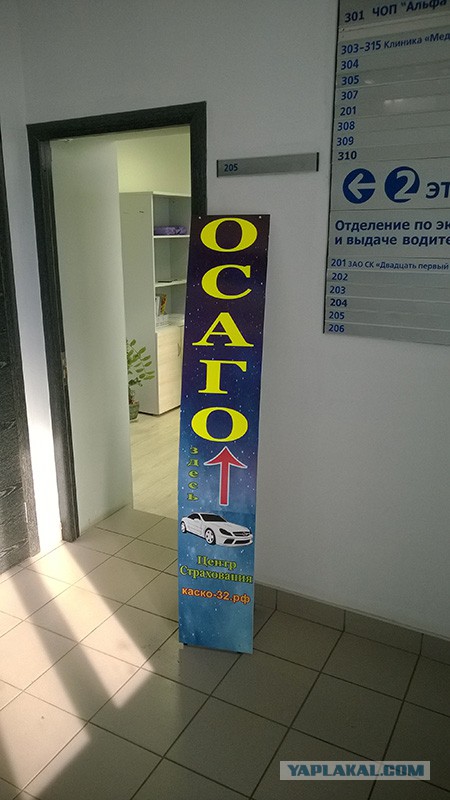 301 ЧОП "Альфа
303-315 Клиника «Мед
304
305
307
201
308
309
310
2 ЭТ
Отделение по эк
и выдаче водите
201 ЗАО СК «Двадцать первый
202
203
204
205
206
205
ОСАГО
здесь
Центр
Страхования
каско-32.рф
YAPLAKAL.COM